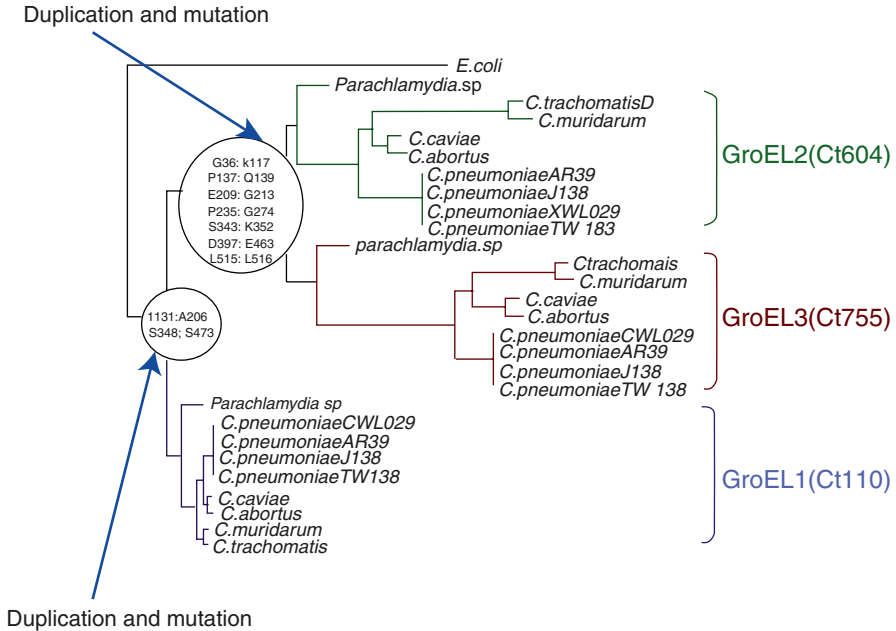 Duplication and mutation
E.coli
Parachlamydia.sp
C.trachomatisD
C.muridarum
C.caviae
C.abortus
C.pneumoniaeAR39
C.pneumoniaeJ138
C.pneumoniaeXWL029
C.pneumoniaeTW 183
GroEL2(Ct604)
G36: k117
P137: Q139
E209: G213
P235: G274
S343: K352
D397: E463
L515: L516
parachlamydia.sp
Ctrachomais
C.muridarum
C.caviae
C.abortus
C.pneumoniaeCWL029
C.pneumoniaeAR39
C.pneumoniaeJ138
C.pneumoniaeTW 138
GroEL3(Ct755)
1131:A206
S348; S473
Parachlamydia sp
C.pneumoniaeCWL029
C.pneumoniaeAR39
C.pneumoniaeJ138
C.pneumoniaeTW138
C.caviae
C.abortus
C.muridarum
C.trachomatis
GroEL1(Ct110)
Duplication and mutation